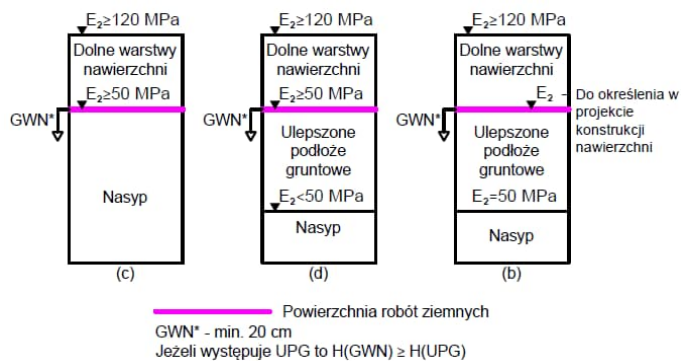 E₂≥120 MPa
Dolne warstwy
nawierzchni
E₂≥50 MPa
GWN*
Nasyp
(c)
E₂≥120 MPa
Dolne warstwy
nawierzchni
E₂≥50 MPa
GWN*
Ulepszone
podłoże
gruntowe
E₂<50 MPa
Nasyp
(d)
E₂≥120 MPa
Dolne warstwy
nawierzchni
E₂ - Do określenia w
projekcie
konstrukcji
nawierzchni
GWN*
Ulepszone
podłoże
gruntowe
E₂=50 MPa
Nasyp
(b)
Powierzchnia robót ziemnych
GWN* - min. 20 cm
Jeżeli występuje UPG to H(GWN) ≥ H(UPG)